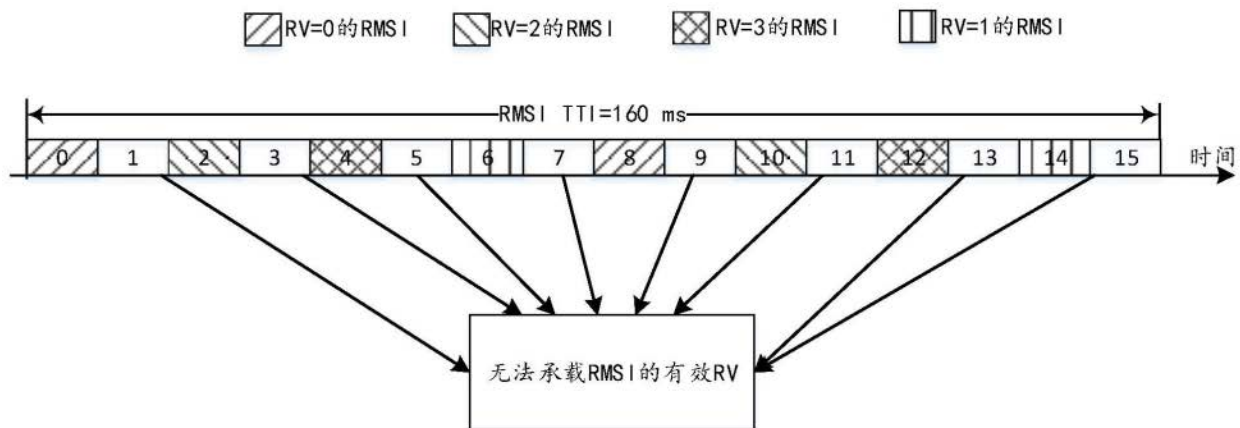 RV=0的RMSI RV=2的RMSI RV=3的RMSI RV=1的RMSI
RMSI TTI=160 ms
0 1 2 3 4 5 6 7 8 9 10 11 12 13 14 15 时间
无法承载RMSI的有效RV